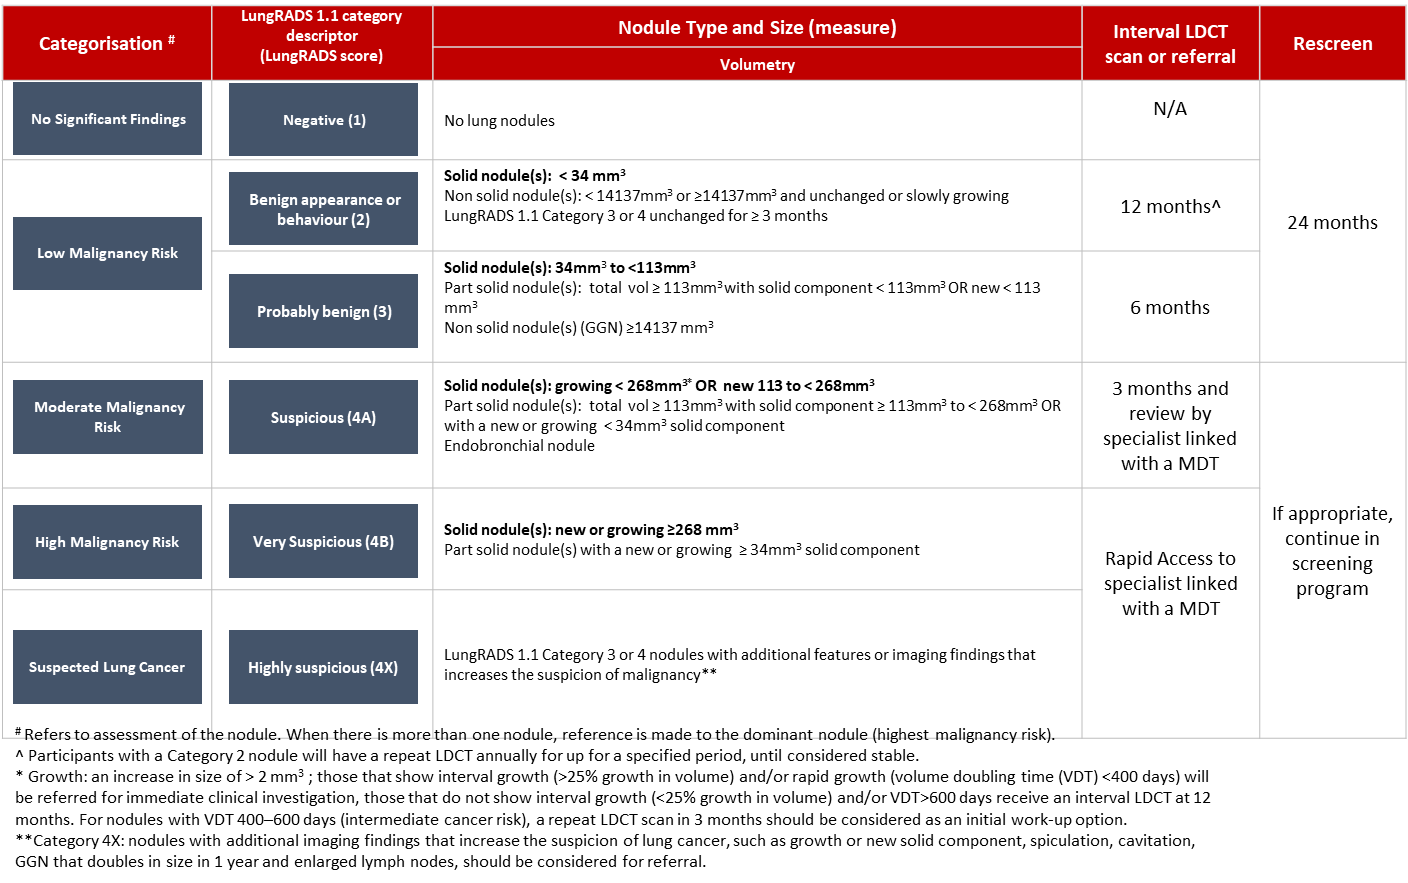 Categorisation #
LungRADS 1.1 category
descriptor
(LungRADS score)
Nodule Type and Size (measure)
Volumetry
Interval LDCT
scan or referral
Rescreen
No Significant Findings
Negative (1)
No lung nodules
N/A
24 months
Low Malignancy Risk
Benign appearance or
behaviour (2)
Solid nodule(s): < 34 mm³
Non solid nodule(s): < 14137mm³ or ≥14137mm³ and unchanged or slowly growing
LungRADS 1.1 Category 3 or 4 unchanged for ≥ 3 months
12 months^
Probably benign (3)
Solid nodule(s): 34mm³ to <113mm³
Part solid nodule(s): total vol ≥ 113mm³ with solid component < 113mm³ OR new < 113
mm³
Non solid nodule(s) (GGN) ≥14137 mm³
6 months
Moderate Malignancy
Risk
Suspicious (4A)
Solid nodule(s): growing < 268mm³* OR new 113 to < 268mm³
Part solid nodule(s): total vol ≥ 113mm³ with solid component ≥ 113mm³ to < 268mm³ OR
with a new or growing < 34mm³ solid component
Endobronchial nodule
3 months and
review by
specialist linked
with a MDT
If appropriate,
continue in
screening
program
High Malignancy Risk
Very Suspicious (4B)
Solid nodule(s): new or growing ≥268 mm³
Part solid nodule(s) with a new or growing ≥ 34mm³ solid component
Rapid Access to
specialist linked
with a MDT
Suspected Lung Cancer
Highly suspicious (4X)
LungRADS 1.1 Category 3 or 4 nodules with additional features or imaging findings that
increases the suspicion of malignancy**
# Refers to assessment of the nodule. When there is more than one nodule, reference is made to the dominant nodule (highest malignancy risk).
^ Participants with a Category 2 nodule will have a repeat LDCT annually for up for a specified period, until considered stable.
* Growth: an increase in size of > 2 mm³ ; those that show interval growth (>25% growth in volume) and/or rapid growth (volume doubling time (VDT) <400 days) will
be referred for immediate clinical investigation, those that do not show interval growth (<25% growth in volume) and/or VDT>600 days receive an interval LDCT at 12
months. For nodules with VDT 400–600 days (intermediate cancer risk), a repeat LDCT scan in 3 months should be considered as an initial work-up option.
**Category 4X: nodules with additional imaging findings that increase the suspicion of lung cancer, such as growth or new solid component, spiculation, cavitation,
GGN that doubles in size in 1 year and enlarged lymph nodes, should be considered for referral.